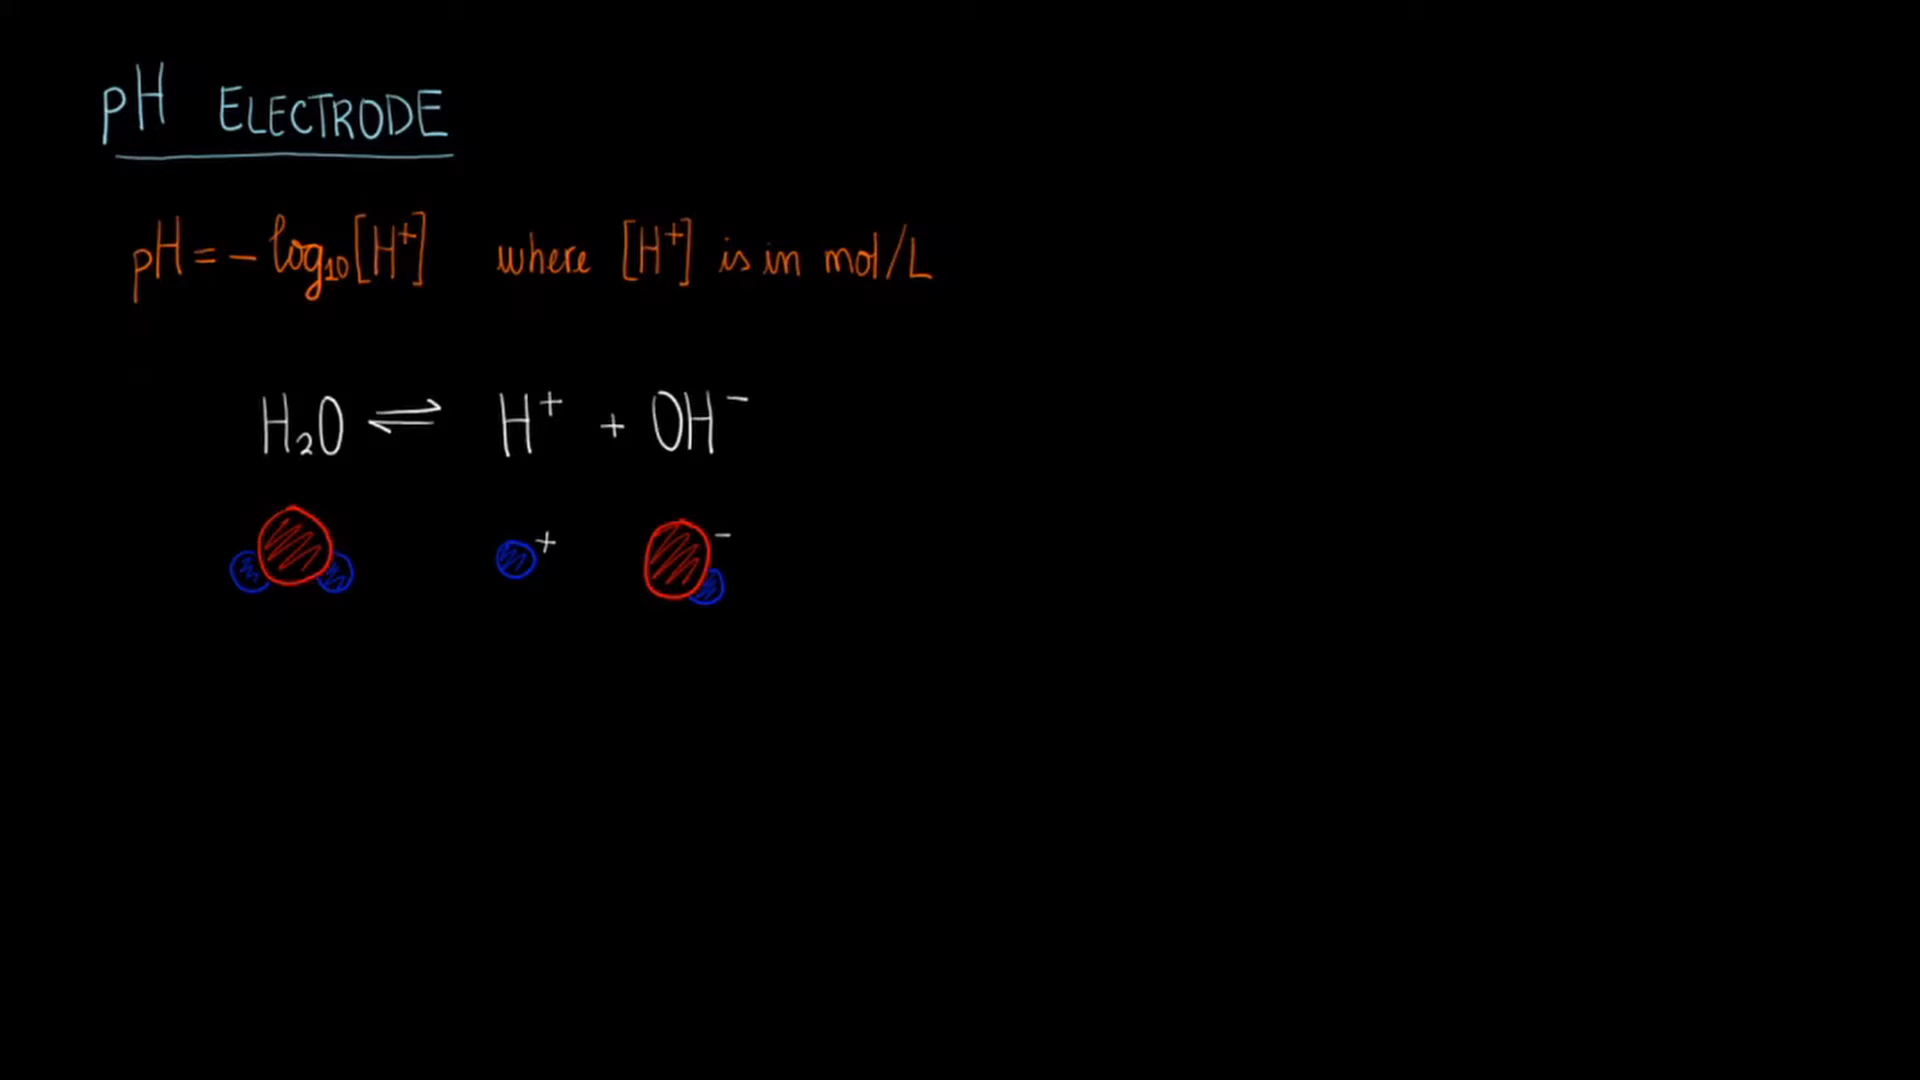 pH ELECTRODE
pH = - log₁₀[H⁺] where [H⁺] is in mol/L
H₂O ⇌ H⁺ + OH⁻
+ -